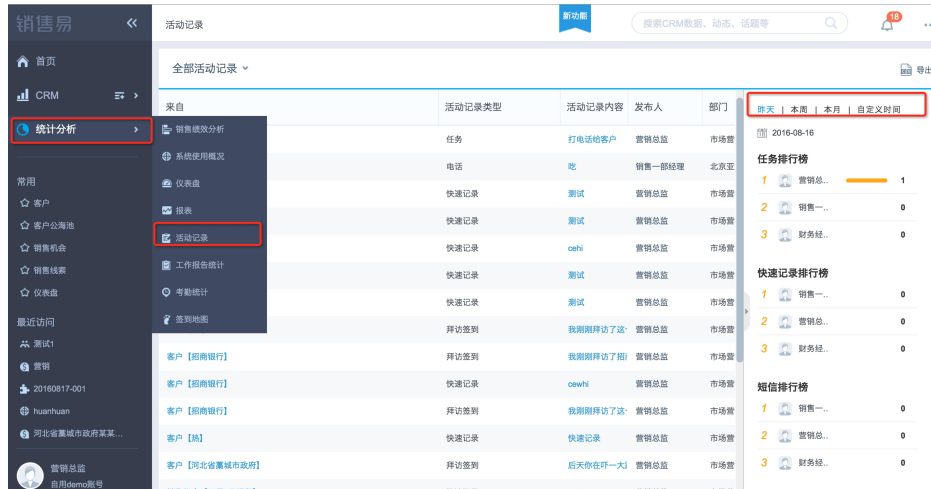 销售易
活动记录
新功能
搜索CRM数据、动态、话题等
18
首页
CRM
统计分析
常用
客户
客户公海池
销售机会
销售线索
仪表盘
最近访问
测试1
营销
20160817-001
huanhuan
河北省藁城市政府某某...
营销总监
自用demo账号
销售绩效分析
系统使用概况
仪表盘
报表
活动记录
工作报告统计
考勤统计
签到地图
全部活动记录
导出
来自 活动记录类型 活动记录内容 发布人 部门
任务 打电话给客户 营销总监 市场营
电话 吃 销售一部经理 北京亚
快速记录 测试 营销总监 市场营
快速记录 测试 营销总监 市场营
快速记录 cehi 营销总监 市场营
快速记录 测试 营销总监 市场营
快速记录 测试 营销总监 市场营
拜访签到 我刚刚拜访了这 营销总监 市场营
客户【招商银行】 拜访签到 我刚刚拜访了招 营销总监 市场营
客户【招商银行】 快速记录 cewhi 营销总监 市场营
客户【招商银行】 拜访签到 我刚刚拜访了这 营销总监 市场营
客户【热】 快速记录 快速记录 营销总监 市场营
客户【河北省藁城市政府】 拜访签到 后天你在吓一大 营销总监 市场营
昨天 | 本周 | 本月 | 自定义时间
2016-08-16
任务排行榜
1 营销总.. 1
2 销售一.. 0
3 财务经.. 0
快速记录排行榜
1 销售一.. 0
2 营销总.. 0
3 财务经.. 0
短信排行榜
1 销售一.. 0
2 营销总.. 0
3 财务经.. 0